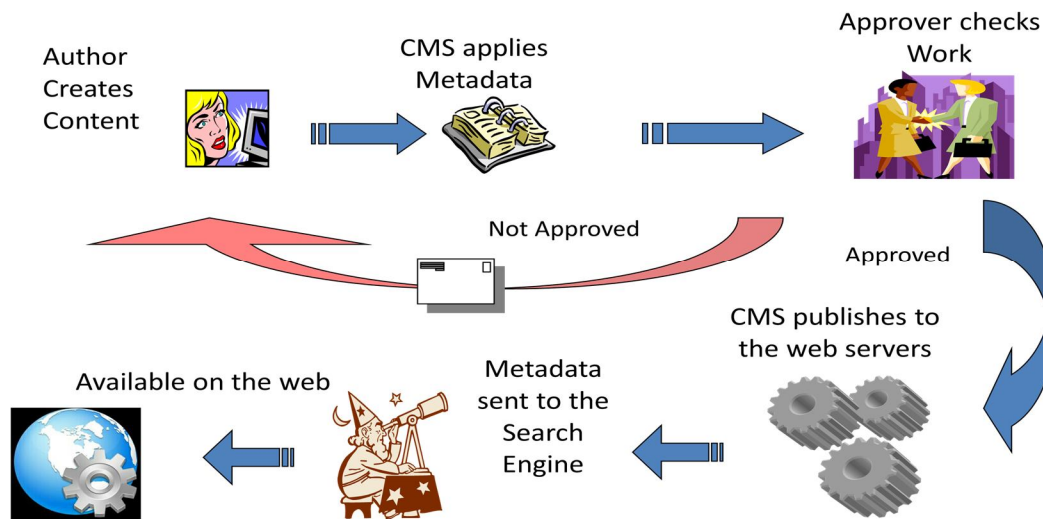 Author
Creates
Content
CMS applies
Metadata
Approver checks
Work
Not Approved
Approved
CMS publishes to
the web servers
Metadata
sent to the
Search
Engine
Available on the web